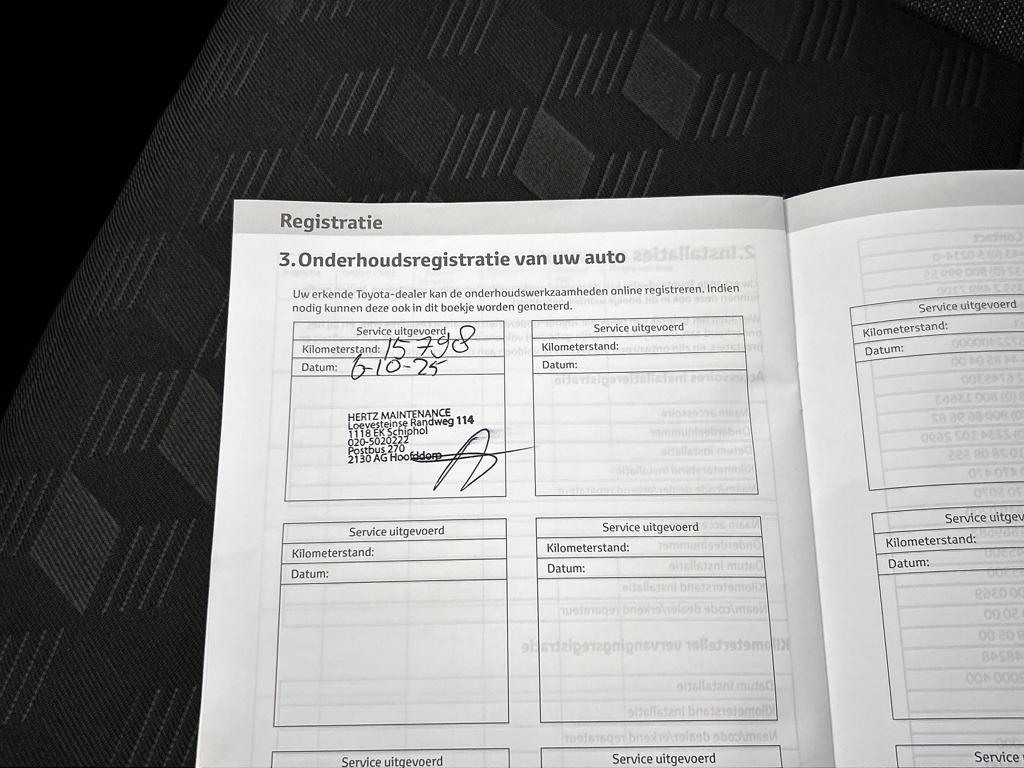 Registratie
3. Onderhoudsregistratie van uw auto
Uw erkende Toyota-dealer kan de onderhoudswerkzaamheden online registreren. Indien
nodig kunnen deze ook in dit boekje worden genoteerd.
Service uitgevoerd
Kilometerstand: 15798
Datum: 6-10-25
HERTZ MAINTENANCE
Loevesteinse Randweg 114
1118 EK Schiphol
020-5020222
Postbus 270
2130 AG Hoofddorp
Service uitgevoerd
Kilometerstand:
Datum:
Service uitgevoerd
Kilometerstand:
Datum:
Service uitgevoerd
Kilometerstand:
Datum:
Service uitgevoerd
Service uitgevoerd
Service uitgevoerd
Kilometerstand:
Datum:
Service uitgev
Kilometerstand:
Datum:
Service